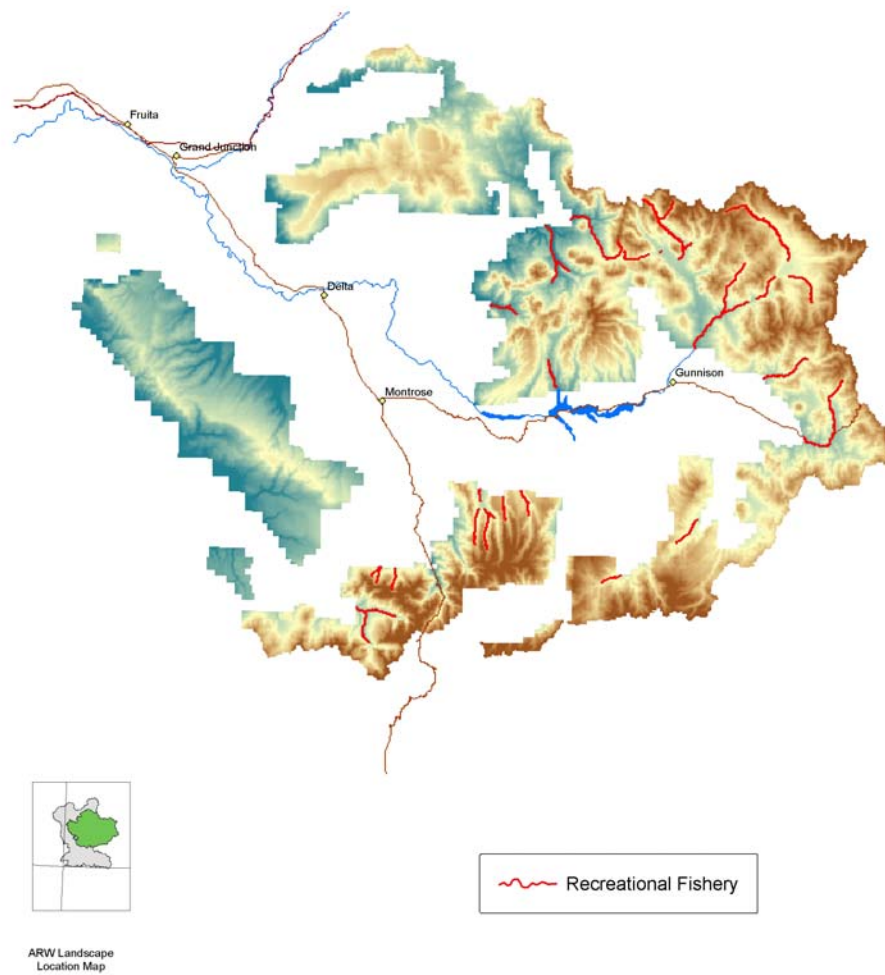 Fruita
Grand Junction
Delta
Montrose
Gunnison
Recreational Fishery
ARW Landscape
Location Map